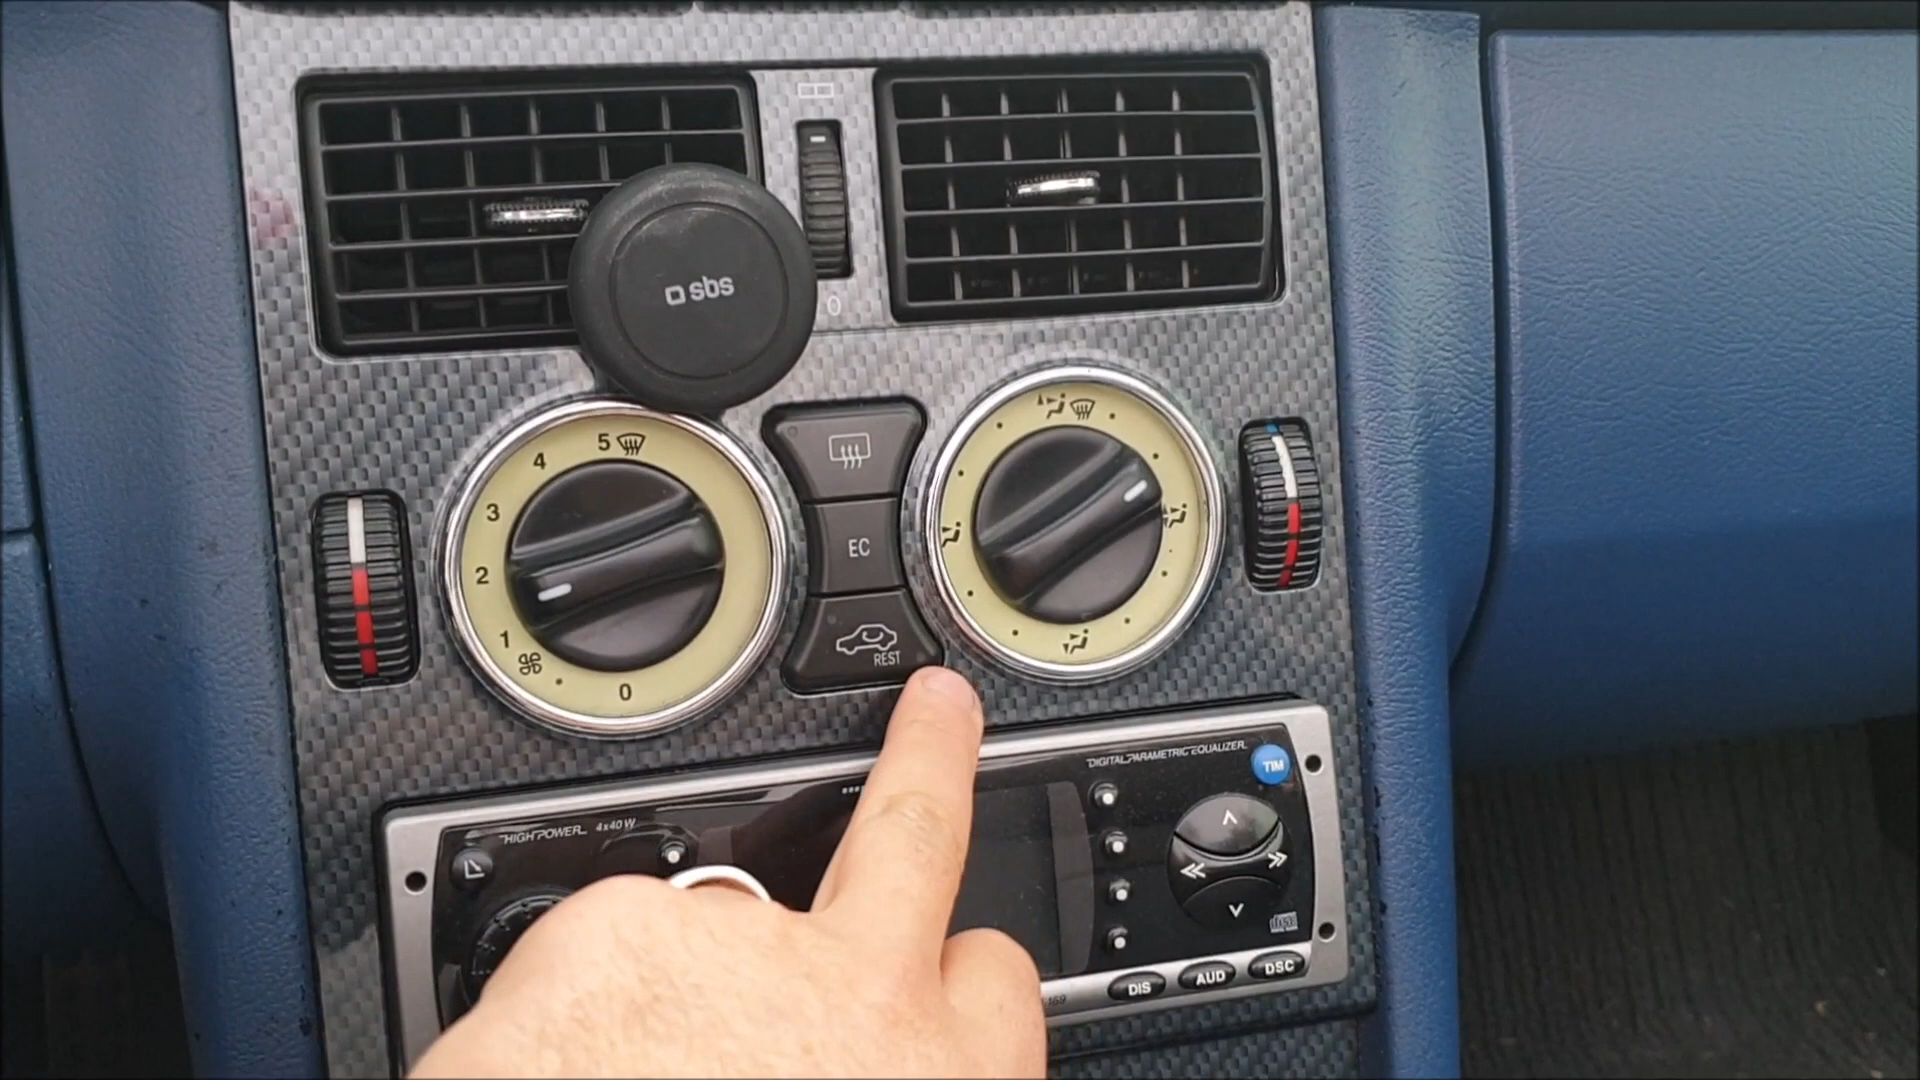 0
sbs
5
4
3
2
1
0
EC
REST
DIGITAL PARAMETRIC EQUALIZER
TIM
HIGH POWER 4x40W
DIS
AUD
DSC